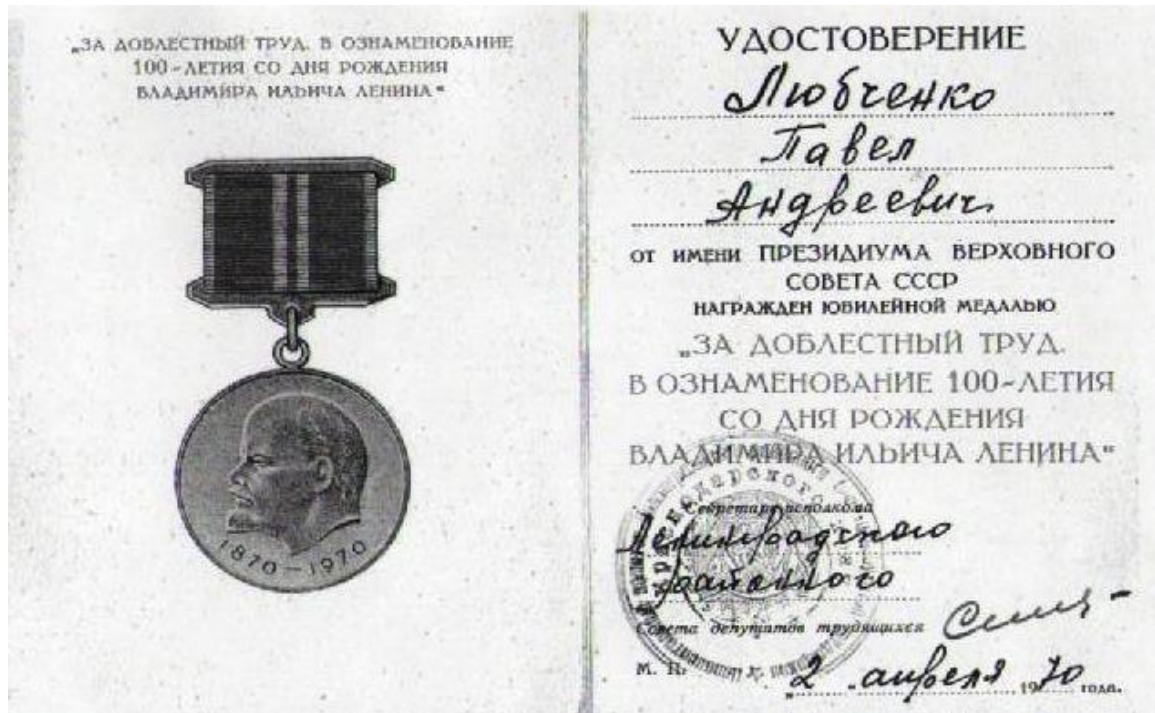 „ЗА ДОБЛЕСТНЫЙ ТРУД. В ОЗНАМЕНОВАНИЕ
100-ЛЕТИЯ СО ДНЯ РОЖДЕНИЯ
ВЛАДИМИРА ИЛЬИЧА ЛЕНИНА“
1870–1970
УДОСТОВЕРЕНИЕ
Любченко
Павел
Андреевич
ОТ ИМЕНИ ПРЕЗИДИУМА ВЕРХОВНОГО
СОВЕТА СССР
НАГРАЖДЕН ЮБИЛЕЙНОЙ МЕДАЛЬЮ
„ЗА ДОБЛЕСТНЫЙ ТРУД.
В ОЗНАМЕНОВАНИЕ 100-ЛЕТИЯ
СО ДНЯ РОЖДЕНИЯ
ВЛАДИМИРА ИЛЬИЧА ЛЕНИНА“
Секретарь исполкома
Ленинградского
районного
Совета депутатов трудящихся
М. П.
„2“ апреля 1970 года.